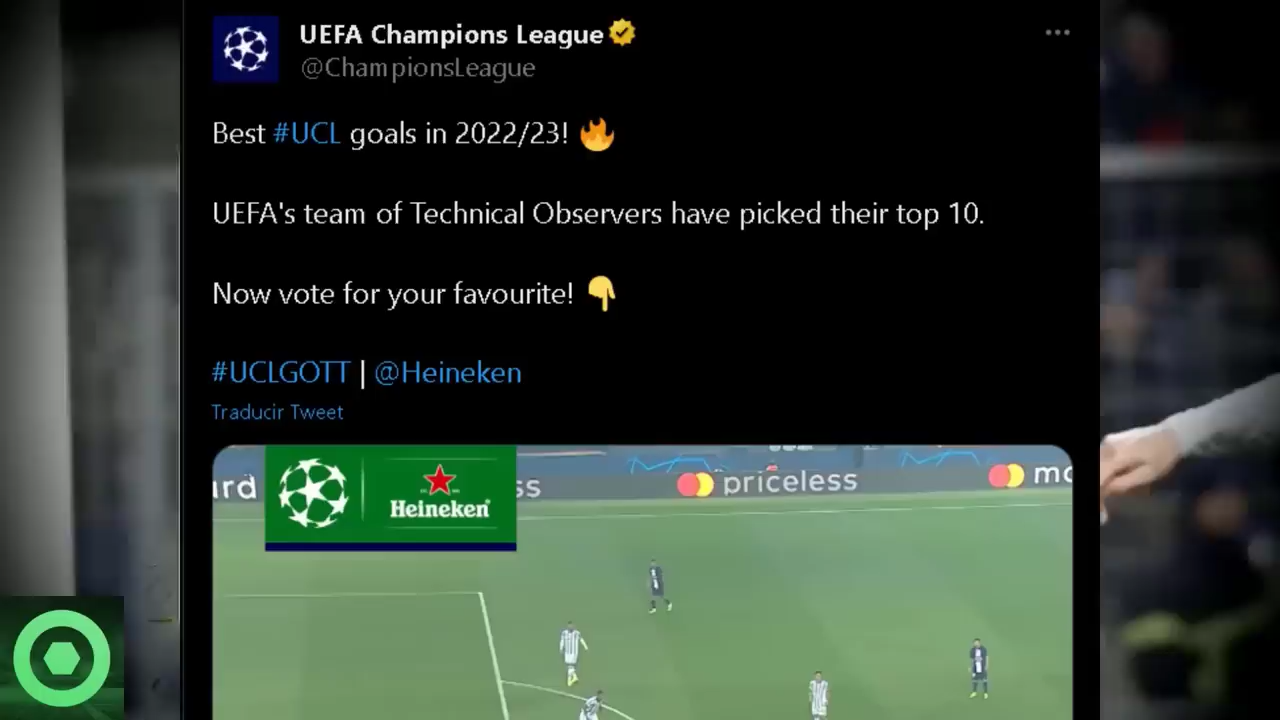 UEFA Champions League
@ChampionsLeague
Best #UCL goals in 2022/23!
UEFA's team of Technical Observers have picked their top 10.
Now vote for your favourite!
#UCLGOTT | @Heineken
Traducir Tweet
Heineken
priceless